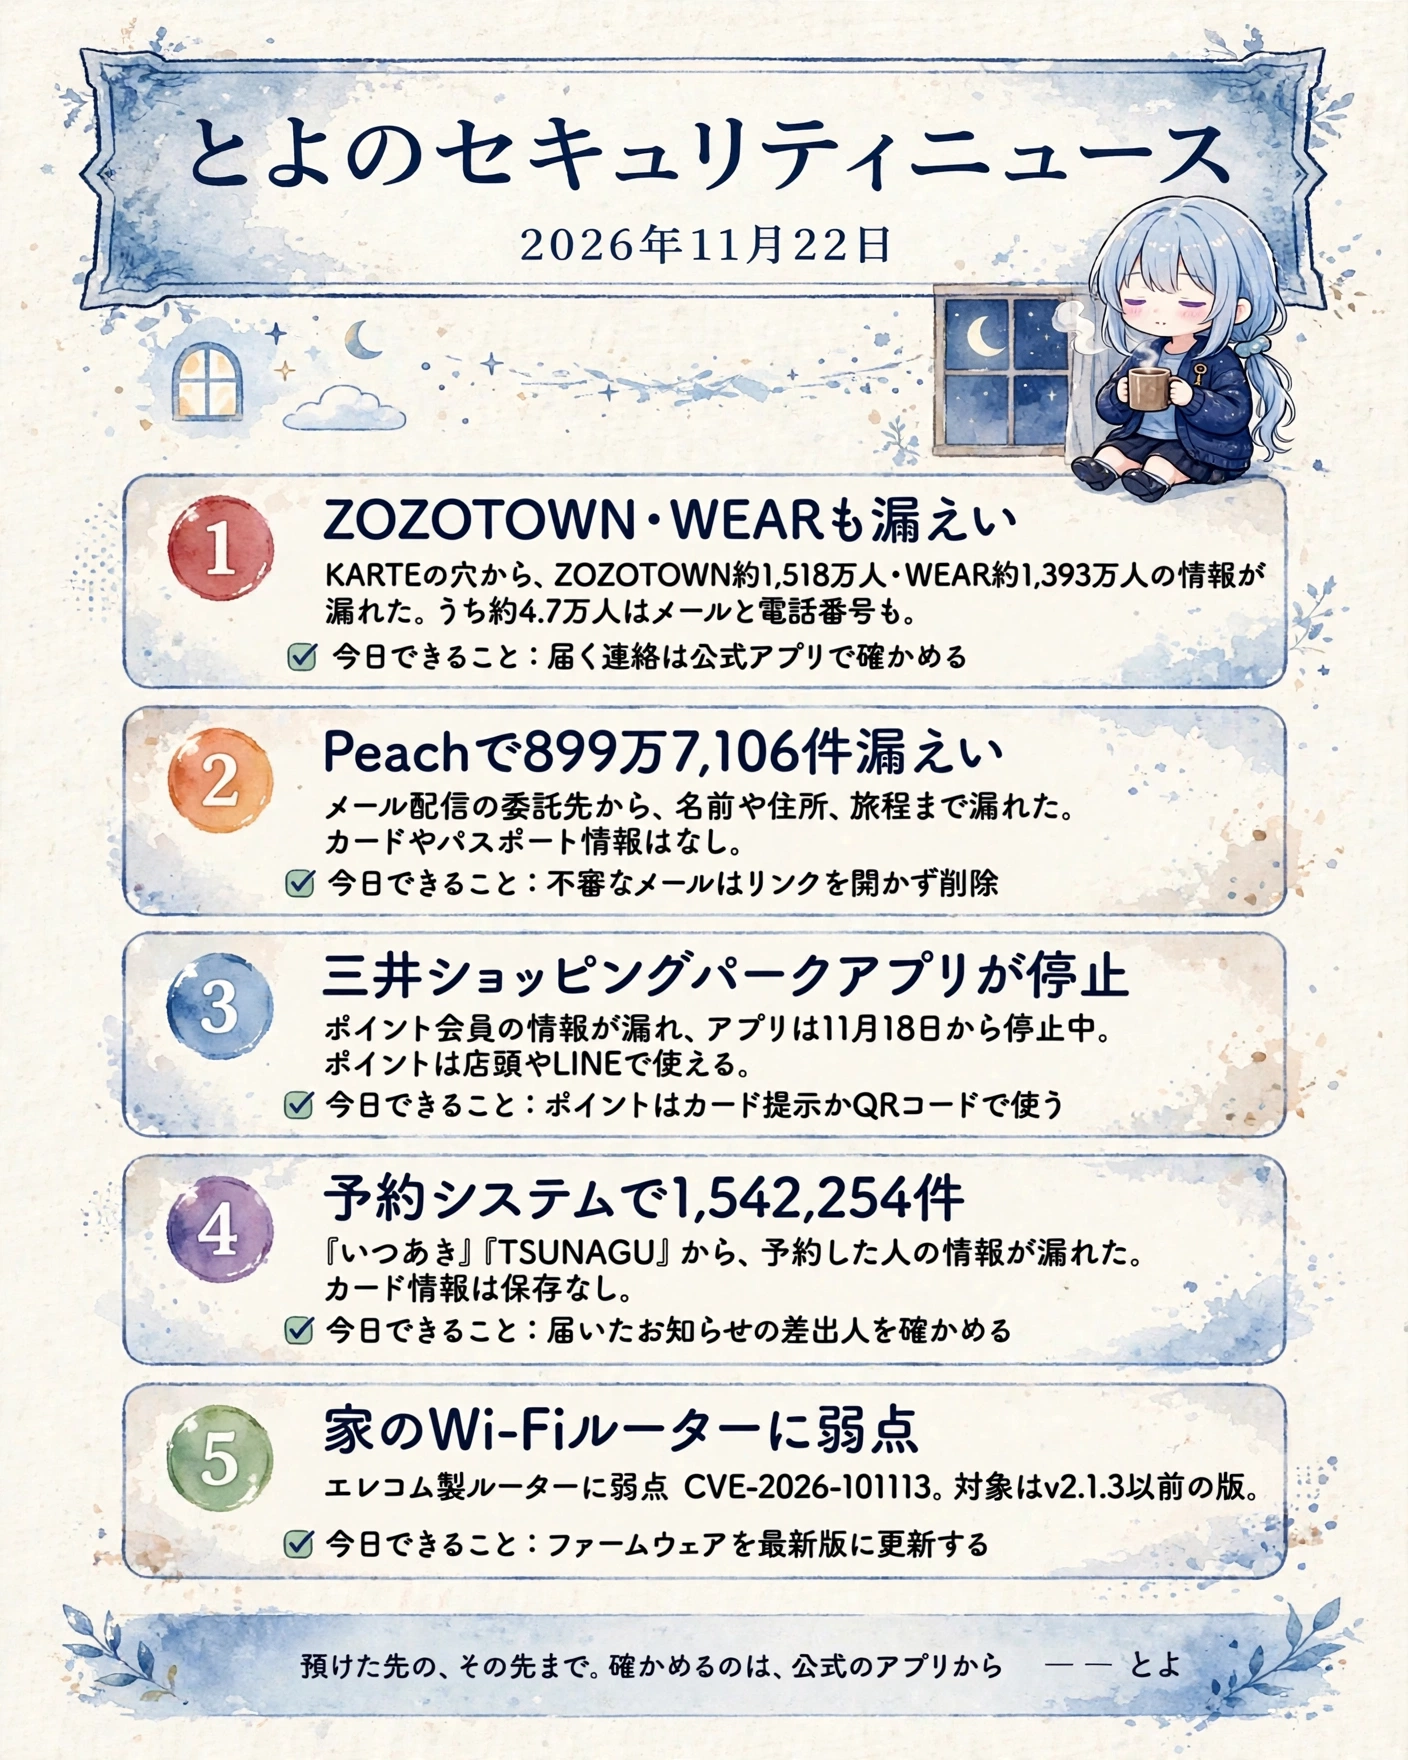 とよのセキュリティニュース
2026年11月22日
1
ZOZOTOWN・WEARも漏えい
KARTEの穴から、ZOZOTOWN約1,518万人・WEAR約1,393万人の情報が
漏れた。うち約4.7万人はメールと電話番号も。
今日できること：届く連絡は公式アプリで確かめる
2
Peachで899万7,106件漏えい
メール配信の委託先から、名前や住所、旅程まで漏れた。
カードやパスポート情報はなし。
今日できること：不審なメールはリンクを開かず削除
3
三井ショッピングパークアプリが停止
ポイント会員の情報が漏れ、アプリは11月18日から停止中。
ポイントは店頭やLINEで使える。
今日できること：ポイントはカード提示かQRコードで使う
4
予約システムで1,542,254件
『いつあき』『TSUNAGU』から、予約した人の情報が漏れた。
カード情報は保存なし。
今日できること：届いたお知らせの差出人を確かめる
5
家のWi-Fiルーターに弱点
エレコム製ルーターに弱点 CVE-2026-101113。対象はv2.1.3以前の版。
今日できること：ファームウェアを最新版に更新する
預けた先の、その先まで。確かめるのは、公式のアプリから ―― とよ